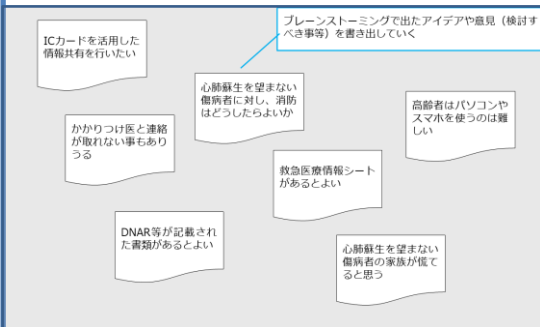 ブレーンストーミングで出たアイデアや意見（検討す
べき事等）を書き出していく
ICカードを活用した
情報共有を行いたい
心肺蘇生を望まない
傷病者に対し、消防
はどうしたらよいか
高齢者はパソコンや
スマホを使うのは難
しい
かかりつけ医と連絡
が取れない事もあり
うる
救急医療情報シート
があるとよい
DNAR等が記載され
た書類があるとよい
心肺蘇生を望まない
傷病者の家族が慌て
ると思う